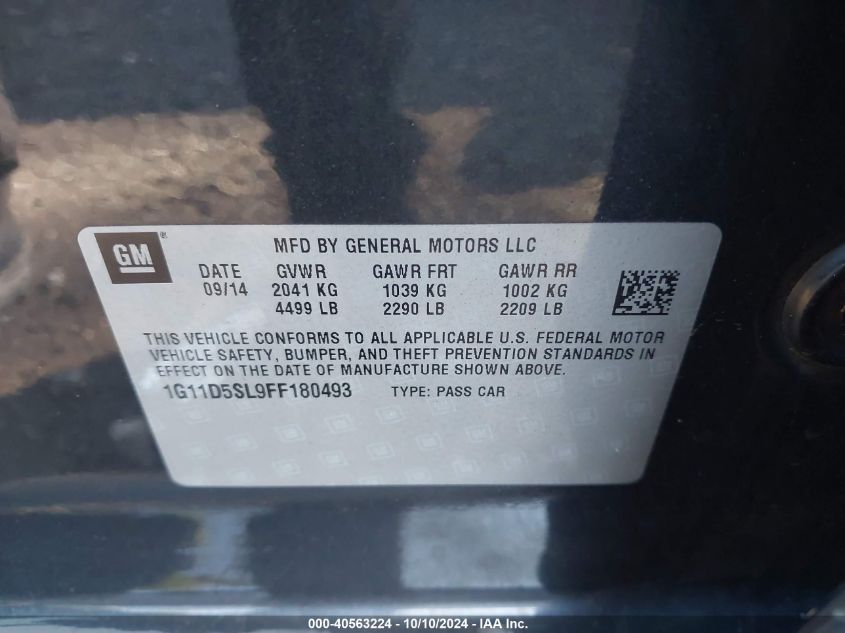 GM ®
MFD BY GENERAL MOTORS LLC
DATE GVWR GAWR FRT GAWR RR
09/14 2041 KG 1039 KG 1002 KG
4499 LB 2290 LB 2209 LB
THIS VEHICLE CONFORMS TO ALL APPLICABLE U.S. FEDERAL MOTOR
VEHICLE SAFETY, BUMPER, AND THEFT PREVENTION STANDARDS IN
EFFECT ON THE DATE OF MANUFACTURE SHOWN ABOVE.
1G11D5SL9FF180493 TYPE: PASS CAR
000-40563224 - 10/10/2024 - IAA Inc.